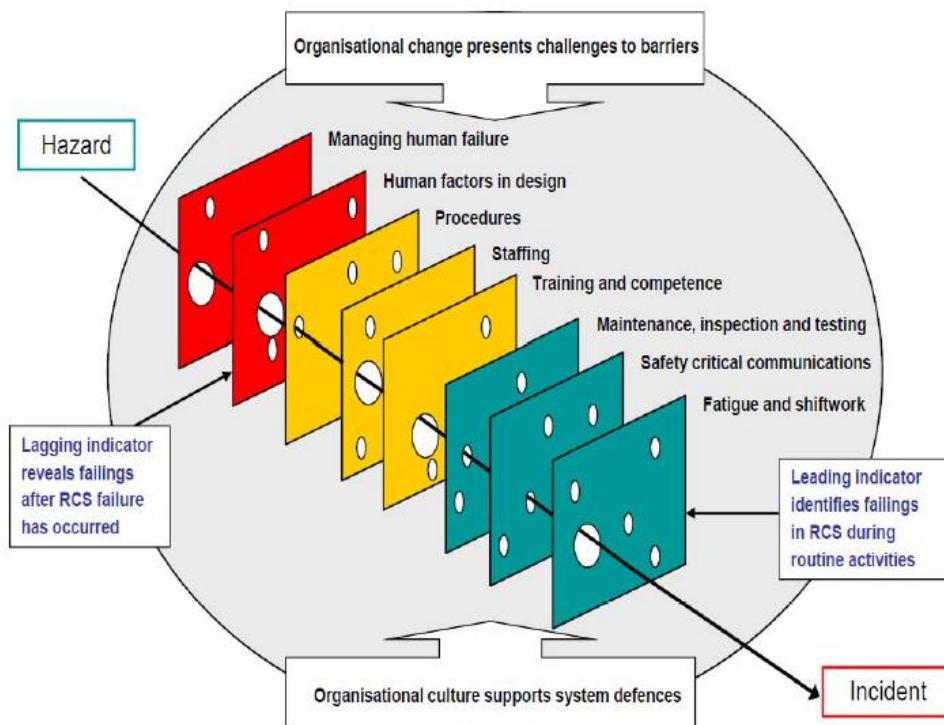 Organisational change presents challenges to barriers
Hazard
Managing human failure
Human factors in design
Procedures
Staffing
Training and competence
Maintenance, inspection and testing
Safety critical communications
Fatigue and shiftwork
Lagging indicator
reveals failings
after RCS failure
has occurred
Leading indicator
identifies failings
in RCS during
routine activities
Organisational culture supports system defences
Incident